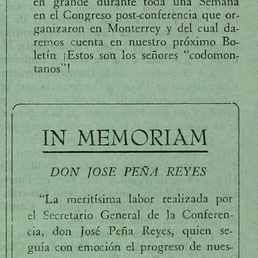 en grande durante toda una Semana
en el Congreso post-conferencia que or-
ganizaron en Monterrey y del cual da-
remos cuenta en nuestro próximo Bo-
letín ¡Estos son los señores "codomon-
tanos"!
IN MEMORIAM
DON JOSE PEÑA REYES
"La meritísima labor realizada por
el Secretario General de la Conferen-
cia, don José Peña Reyes, quien se-
guía con emoción el progreso de nues-